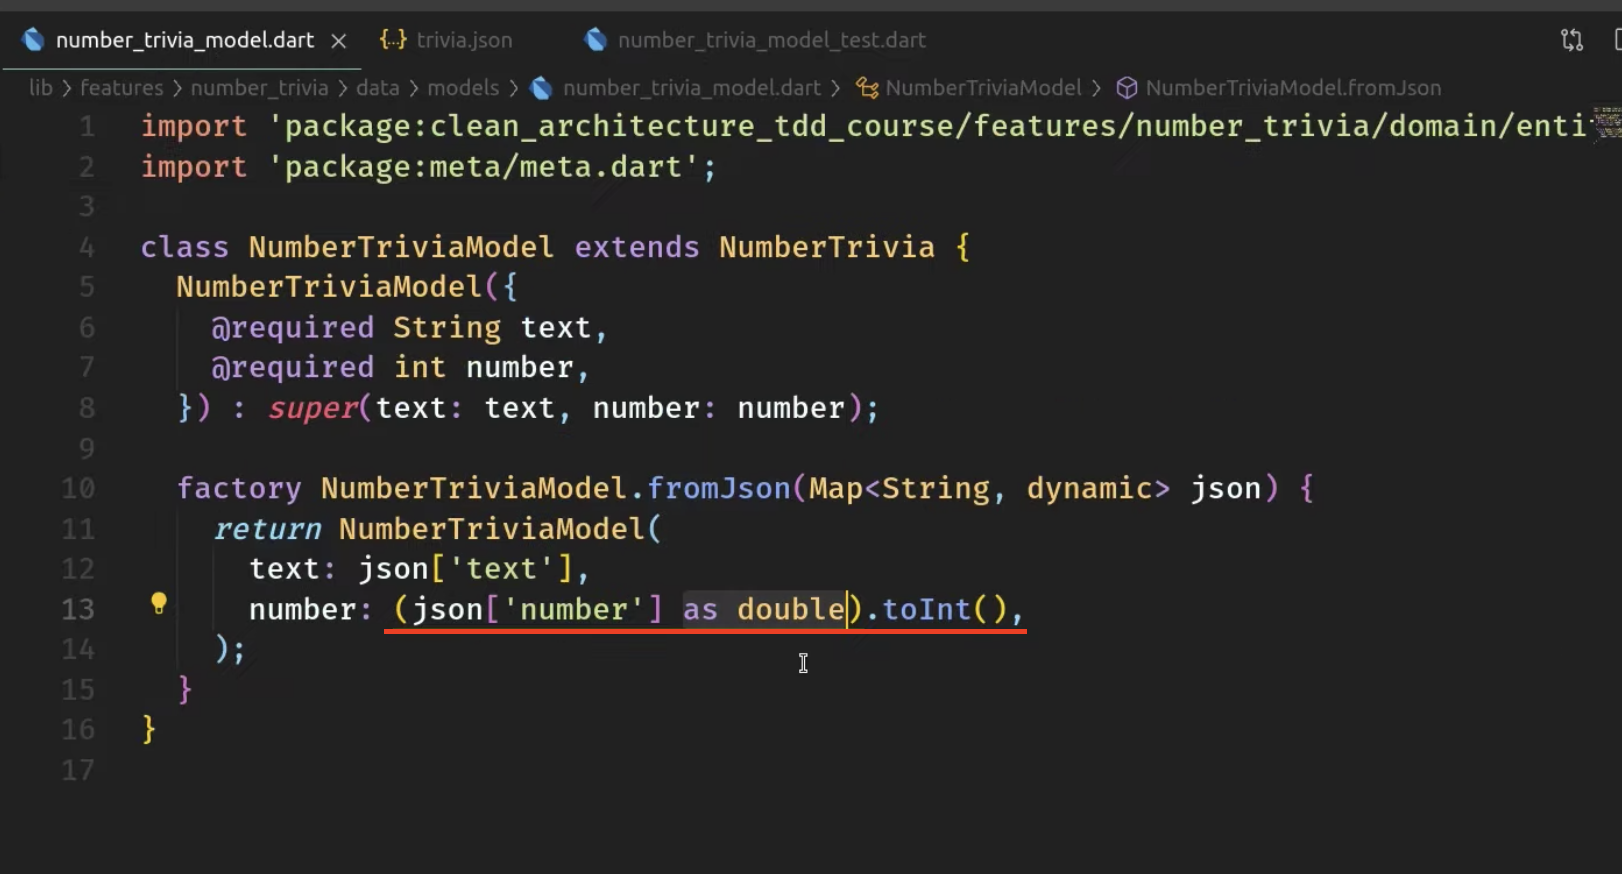 number_trivia_model.dart
trivia.json
number_trivia_model_test.dart
lib > features > number_trivia > data > models > number_trivia_model.dart > NumberTriviaModel > NumberTriviaModel.fromJson
1 import 'package:clean_architecture_tdd_course/features/number_trivia/domain/enti
2 import 'package:meta/meta.dart';
3
4 class NumberTriviaModel extends NumberTrivia {
5 NumberTriviaModel({
6 @required String text,
7 @required int number,
8 }) : super(text: text, number: number);
9
10 factory NumberTriviaModel.fromJson(Map<String, dynamic> json) {
11 return NumberTriviaModel(
12 text: json['text'],
13 number: (json['number'] as double).toInt(),
14 );
15 }
16 }
17